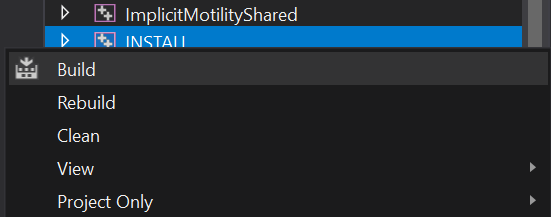 ImplicitMotilityShared
INSTALL
Build
Rebuild
Clean
View
Project Only